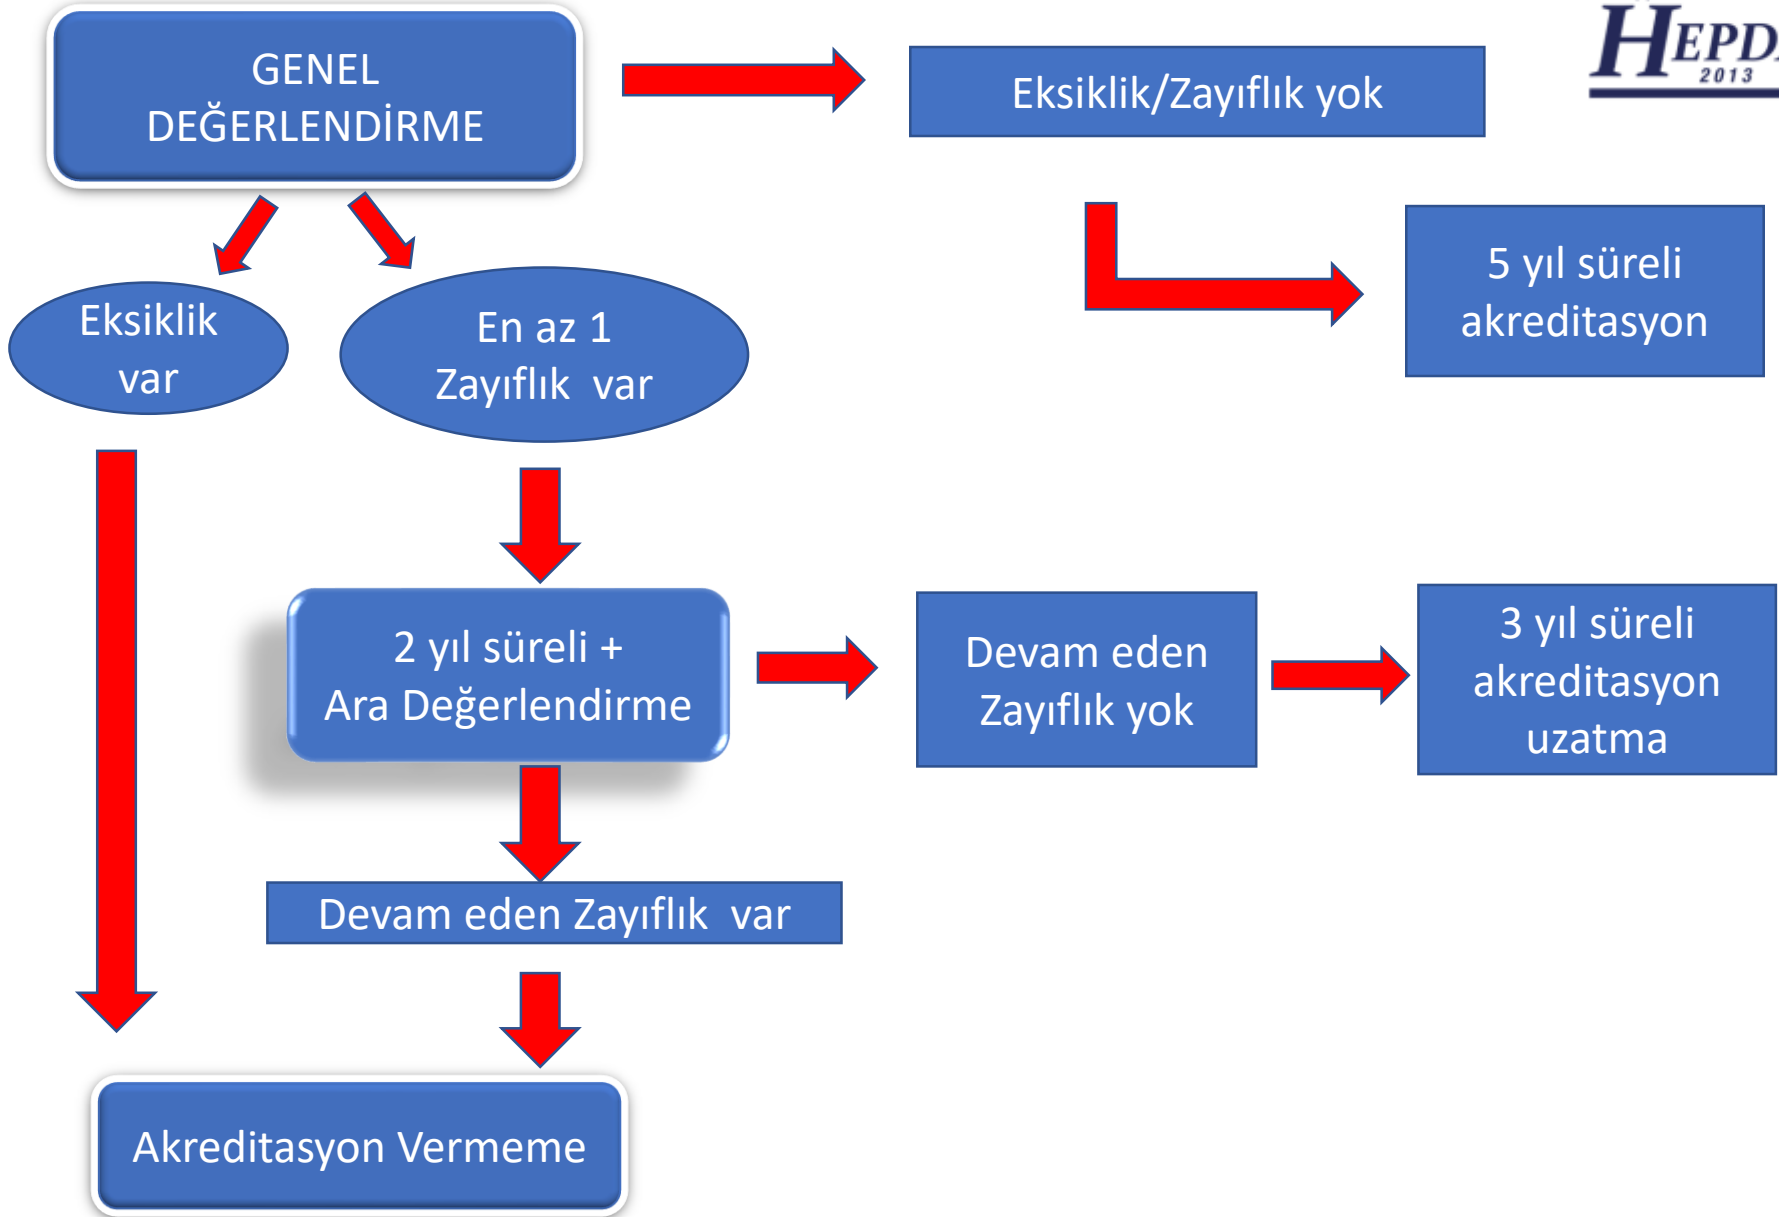 GENEL
DEĞERLENDİRME
Eksiklik/Zayıflık yok
2013
5 yıl süreli
akreditasyon
Eksiklik
var
En az 1
Zayıflık var
2 yıl süreli +
Ara Değerlendirme
Devam eden
Zayıflık yok
3 yıl süreli
akreditasyon
uzatma
Devam eden Zayıflık var
Akreditasyon Vermeme